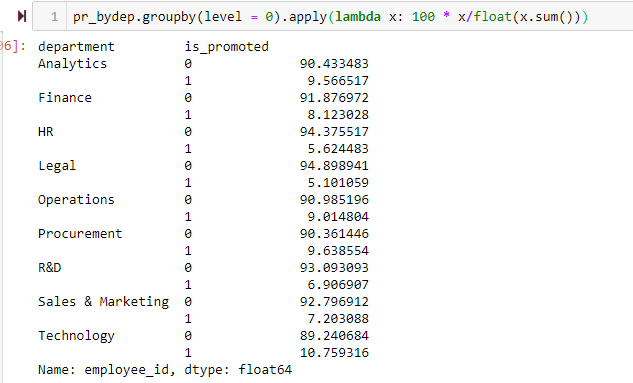 1 pr_bydep.groupby(level = 0).apply(lambda x: 100 * x/float(x.sum()))
06]: department is_promoted
Analytics 0 90.433483
1 9.566517
Finance 0 91.876972
1 8.123028
HR 0 94.375517
1 5.624483
Legal 0 94.898941
1 5.101059
Operations 0 90.985196
1 9.014804
Procurement 0 90.361446
1 9.638554
R&D 0 93.093093
1 6.906907
Sales & Marketing 0 92.796912
1 7.203088
Technology 0 89.240684
1 10.759316
Name: employee_id, dtype: float64